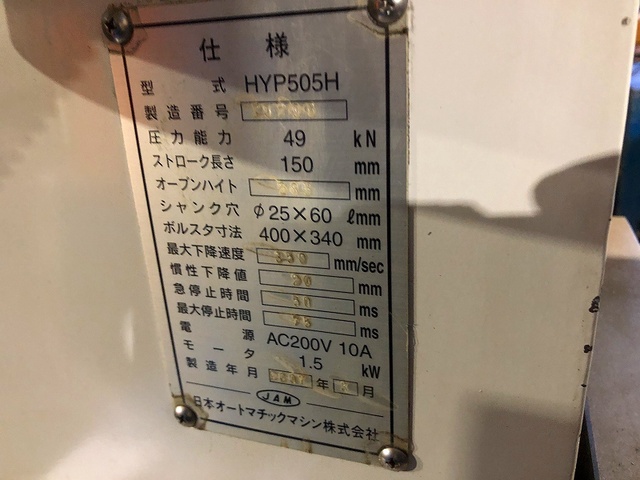 仕様
型式 HYP505H
製造番号
圧力能力 49 kN
ストローク長さ 150 mm
オープンハイト mm
シャンク穴 φ25×60 ℓmm
ボルスタ寸法 400×340 mm
最大下降速度 mm/sec
慣性下降値 mm
急停止時間 ms
最大停止時間 ms
電源 AC200V 10A
モータ 1.5 kW
製造年月 年 月
JAM
日本オートマチックマシン株式会社